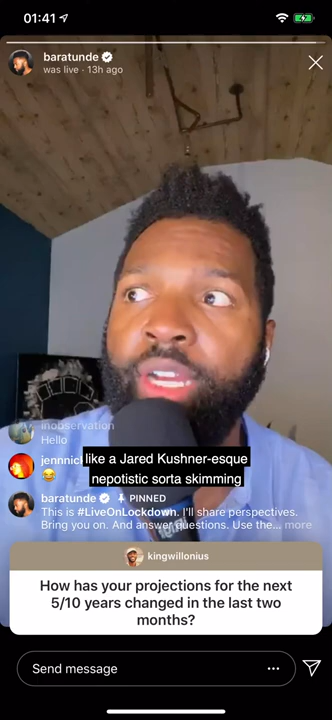 01:41
baratunde
was live · 13h ago
inobservation
Hello
jennnic
like a Jared Kushner-esque
nepotistic sorta skimming
baratunde PINNED
This is #LiveOnLockdown. I'll share perspectives.
Bring you on. And answer questions. Use the... more
kingwillonius
How has your projections for the next
5/10 years changed in the last two
months?
Send message